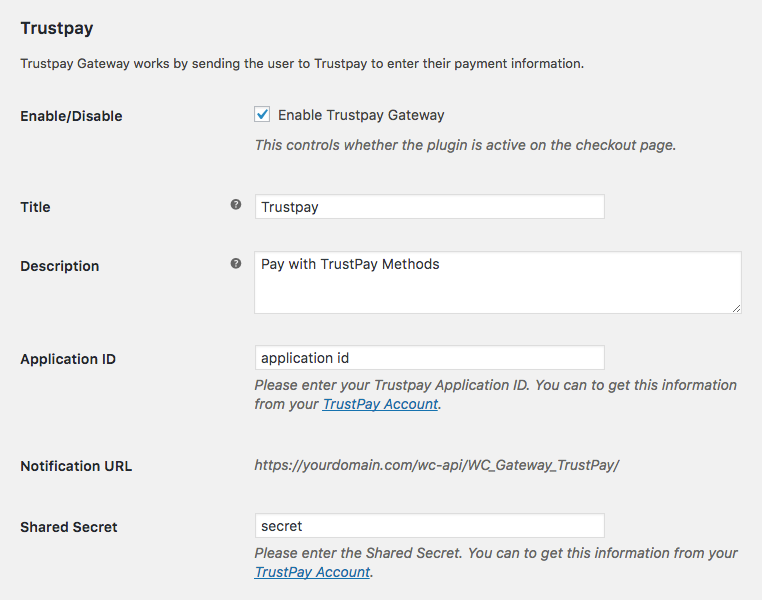 Trustpay
Trustpay Gateway works by sending the user to Trustpay to enter their payment information.
Enable/Disable
Enable Trustpay Gateway
This controls whether the plugin is active on the checkout page.
Title
?
Trustpay
Description
?
Pay with TrustPay Methods
Application ID
application id
Please enter your Trustpay Application ID. You can to get this information
from your TrustPay Account.
Notification URL
https://yourdomain.com/wc-api/WC_Gateway_TrustPay/
Shared Secret
secret
Please enter the Shared Secret. You can to get this information from your
TrustPay Account.